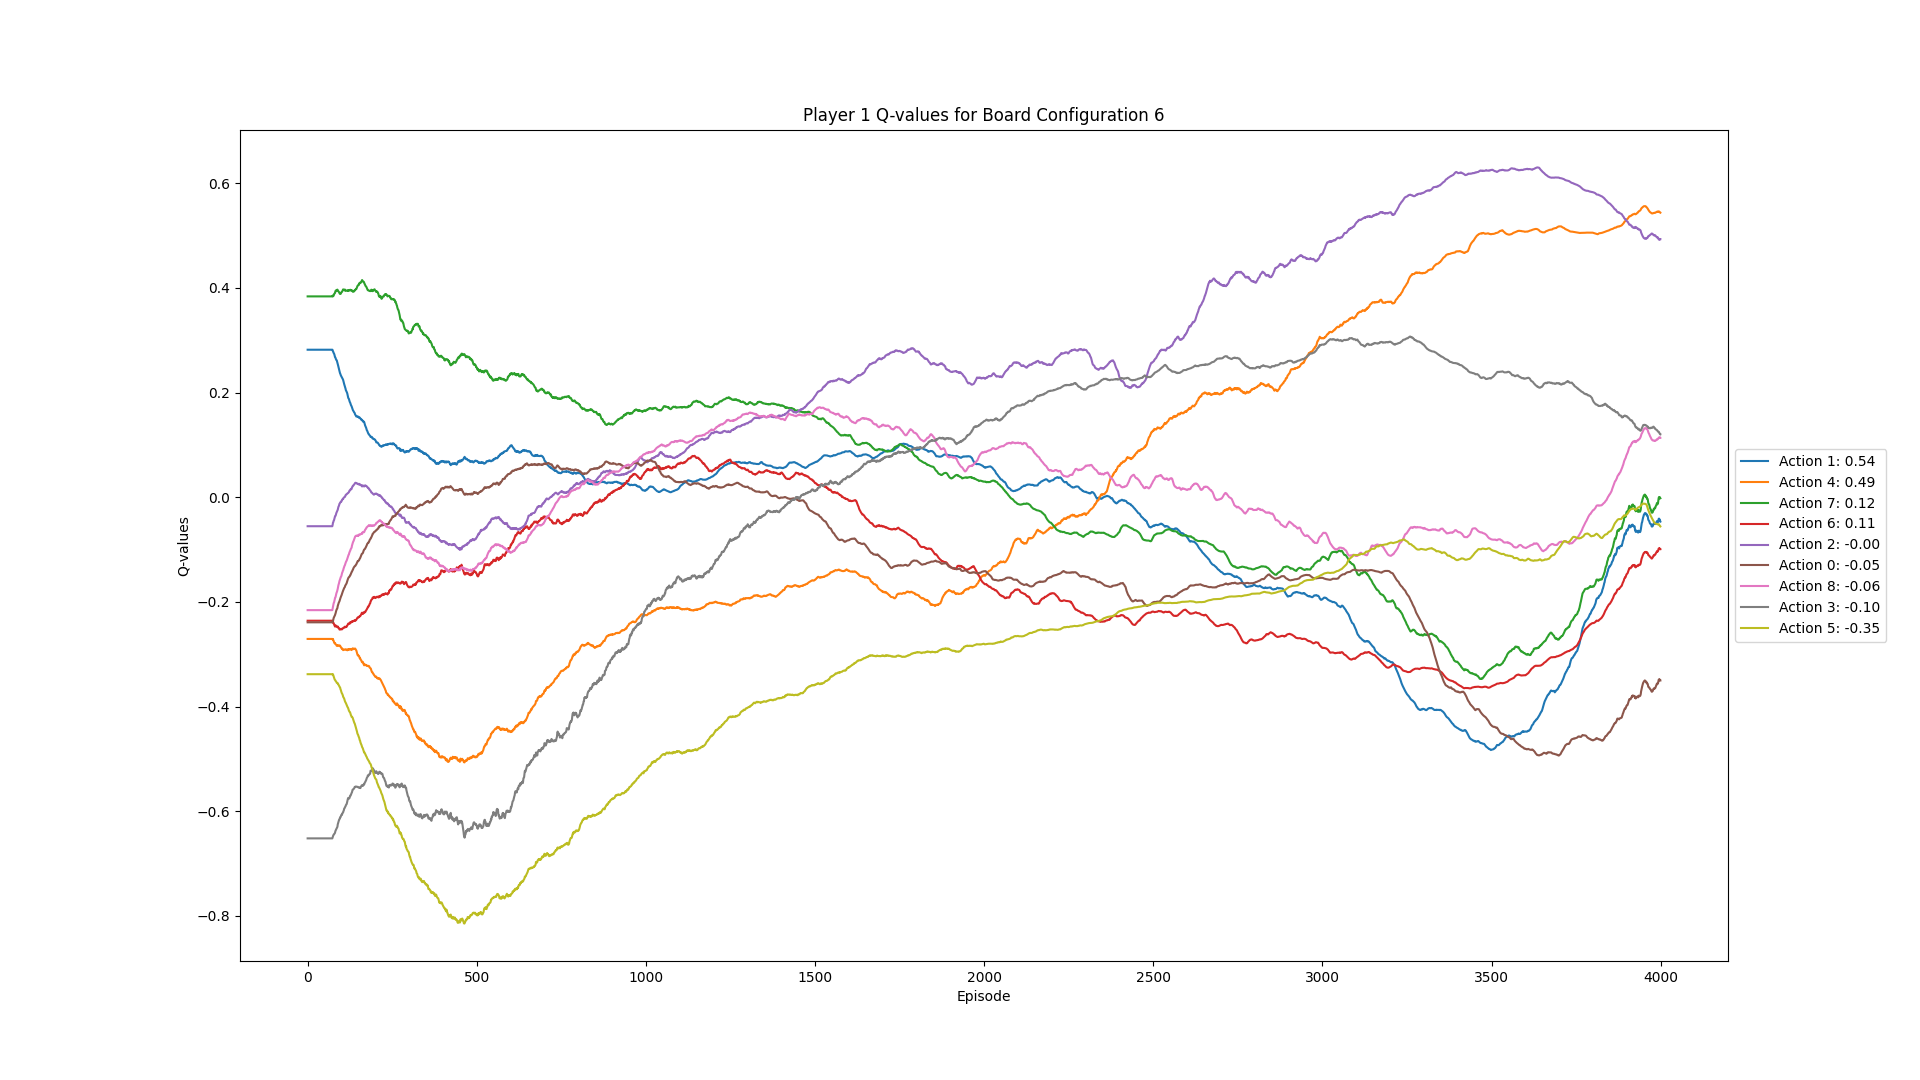 Player 1 Q-values for Board Configuration 6
0.6
0.4
0.2
0.0
−0.2
−0.4
−0.6
−0.8
Q-values
0
500
1000
1500
2000
2500
3000
3500
4000
Episode
Action 1: 0.54
Action 4: 0.49
Action 7: 0.12
Action 6: 0.11
Action 2: -0.00
Action 0: -0.05
Action 8: -0.06
Action 3: -0.10
Action 5: -0.35